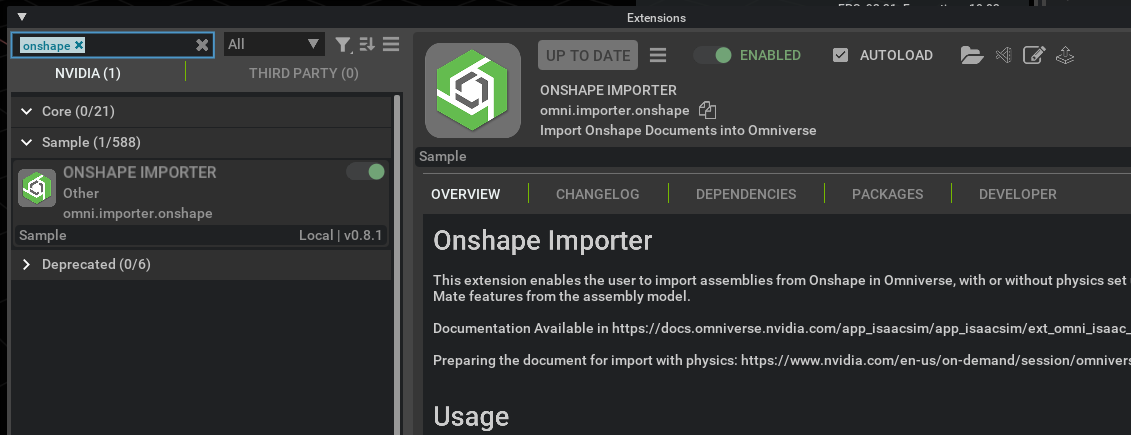 Extensions
onshape
All
NVIDIA (1)
THIRD PARTY (0)
Core (0/21)
Sample (1/588)
ONSHAPE IMPORTER
Other
omni.importer.onshape
Sample
Local | v0.8.1
Deprecated (0/6)
UP TO DATE
ENABLED
AUTOLOAD
ONSHAPE IMPORTER
omni.importer.onshape
Import Onshape Documents into Omniverse
Sample
OVERVIEW
CHANGELOG
DEPENDENCIES
PACKAGES
DEVELOPER
Onshape Importer
This extension enables the user to import assemblies from Onshape in Omniverse, with or without physics set
Mate features from the assembly model.
Documentation Available in https://docs.omniverse.nvidia.com/app_isaacsim/app_isaacsim/ext_omni_isaac_
Preparing the document for import with physics: https://www.nvidia.com/en-us/on-demand/session/omnivers
Usage